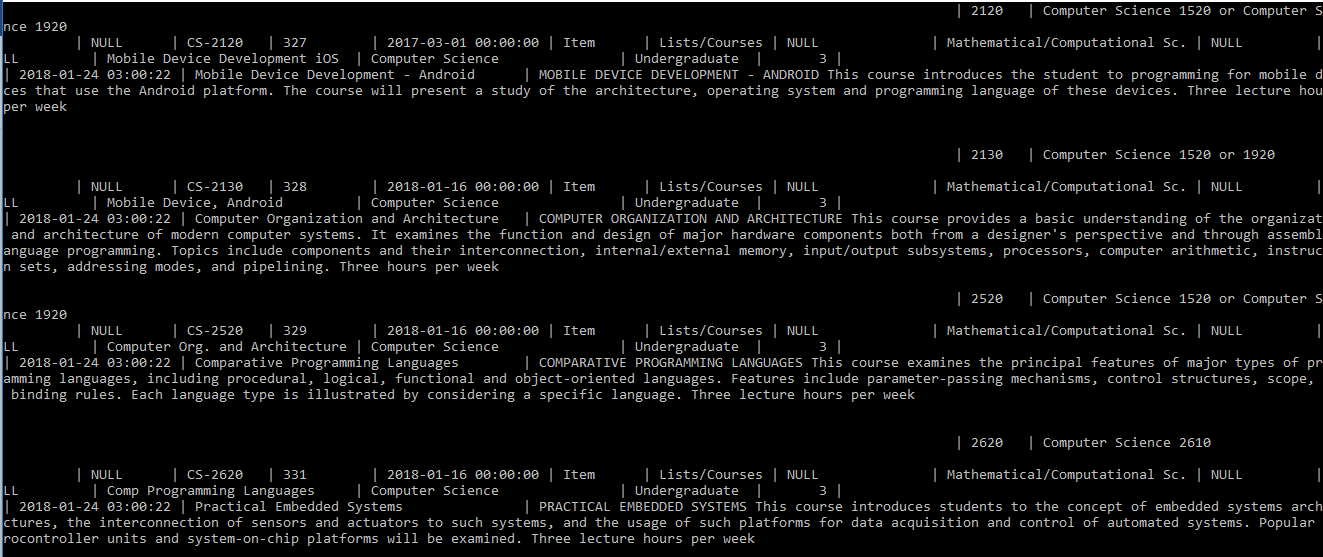 | 2120 | Computer Science 1520 or Computer S
nce 1920
| NULL | CS-2120 | 327 | 2017-03-01 00:00:00 | Item | Lists/Courses | NULL | Mathematical/Computational Sc. | NULL |
LL | Mobile Device Development iOS | Computer Science | Undergraduate | 3 |
| 2018-01-24 03:00:22 | Mobile Device Development - Android | MOBILE DEVICE DEVELOPMENT - ANDROID This course introduces the student to programming for mobile d
ces that use the Android platform. The course will present a study of the architecture, operating system and programming language of these devices. Three lecture hou
per week
| 2130 | Computer Science 1520 or 1920
| NULL | CS-2130 | 328 | 2018-01-16 00:00:00 | Item | Lists/Courses | NULL | Mathematical/Computational Sc. | NULL |
LL | Mobile Device, Android | Computer Science | Undergraduate | 3 |
| 2018-01-24 03:00:22 | Computer Organization and Architecture | COMPUTER ORGANIZATION AND ARCHITECTURE This course provides a basic understanding of the organizat
and architecture of modern computer systems. It examines the function and design of major hardware components both from a designer's perspective and through assembl
anguage programming. Topics include components and their interconnection, internal/external memory, input/output subsystems, processors, computer arithmetic, instruc
n sets, addressing modes, and pipelining. Three hours per week
| 2520 | Computer Science 1520 or Computer S
nce 1920
| NULL | CS-2520 | 329 | 2018-01-16 00:00:00 | Item | Lists/Courses | NULL | Mathematical/Computational Sc. | NULL |
LL | Computer Org. and Architecture | Computer Science | Undergraduate | 3 |
| 2018-01-24 03:00:22 | Comparative Programming Languages | COMPARATIVE PROGRAMMING LANGUAGES This course examines the principal features of major types of pr
amming languages, including procedural, logical, functional and object-oriented languages. Features include parameter-passing mechanisms, control structures, scope,
binding rules. Each language type is illustrated by considering a specific language. Three lecture hours per week
| 2620 | Computer Science 2610
| NULL | CS-2620 | 331 | 2018-01-16 00:00:00 | Item | Lists/Courses | NULL | Mathematical/Computational Sc. | NULL |
LL | Comp Programming Languages | Computer Science | Undergraduate | 3 |
| 2018-01-24 03:00:22 | Practical Embedded Systems | PRACTICAL EMBEDDED SYSTEMS This course introduces students to the concept of embedded systems arch
ctures, the interconnection of sensors and actuators to such systems, and the usage of such platforms for data acquisition and control of automated systems. Popular
rocontroller units and system-on-chip platforms will be examined. Three lecture hours per week